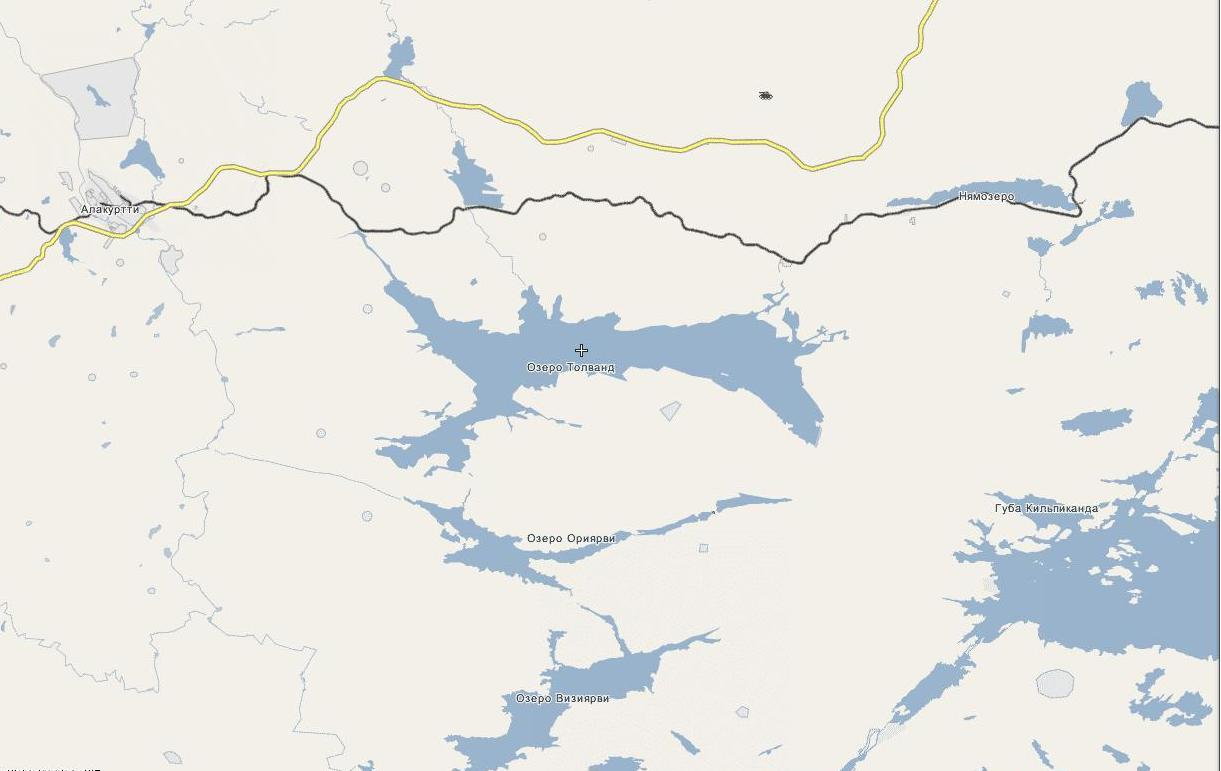 Нямозеро
Алакуртти
Озеро Толванд
Губа Кильпиканда
Озеро Ориярви
Озеро Визиярви